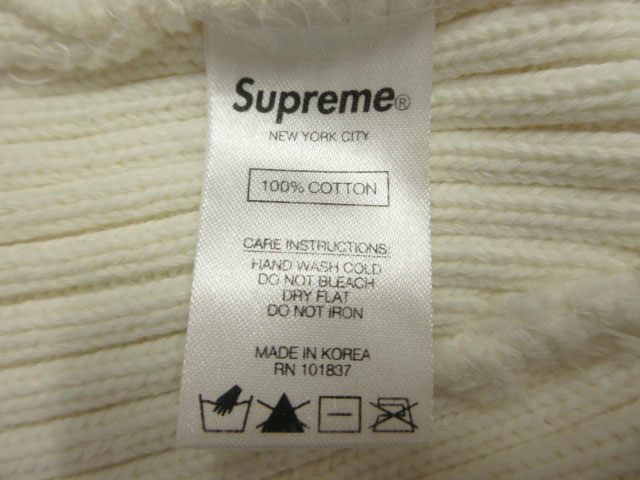 Supreme®
NEW YORK CITY
100% COTTON
CARE INSTRUCTIONS:
HAND WASH COLD
DO NOT BLEACH
DRY FLAT
DO NOT IRON
MADE IN KOREA
RN 101837